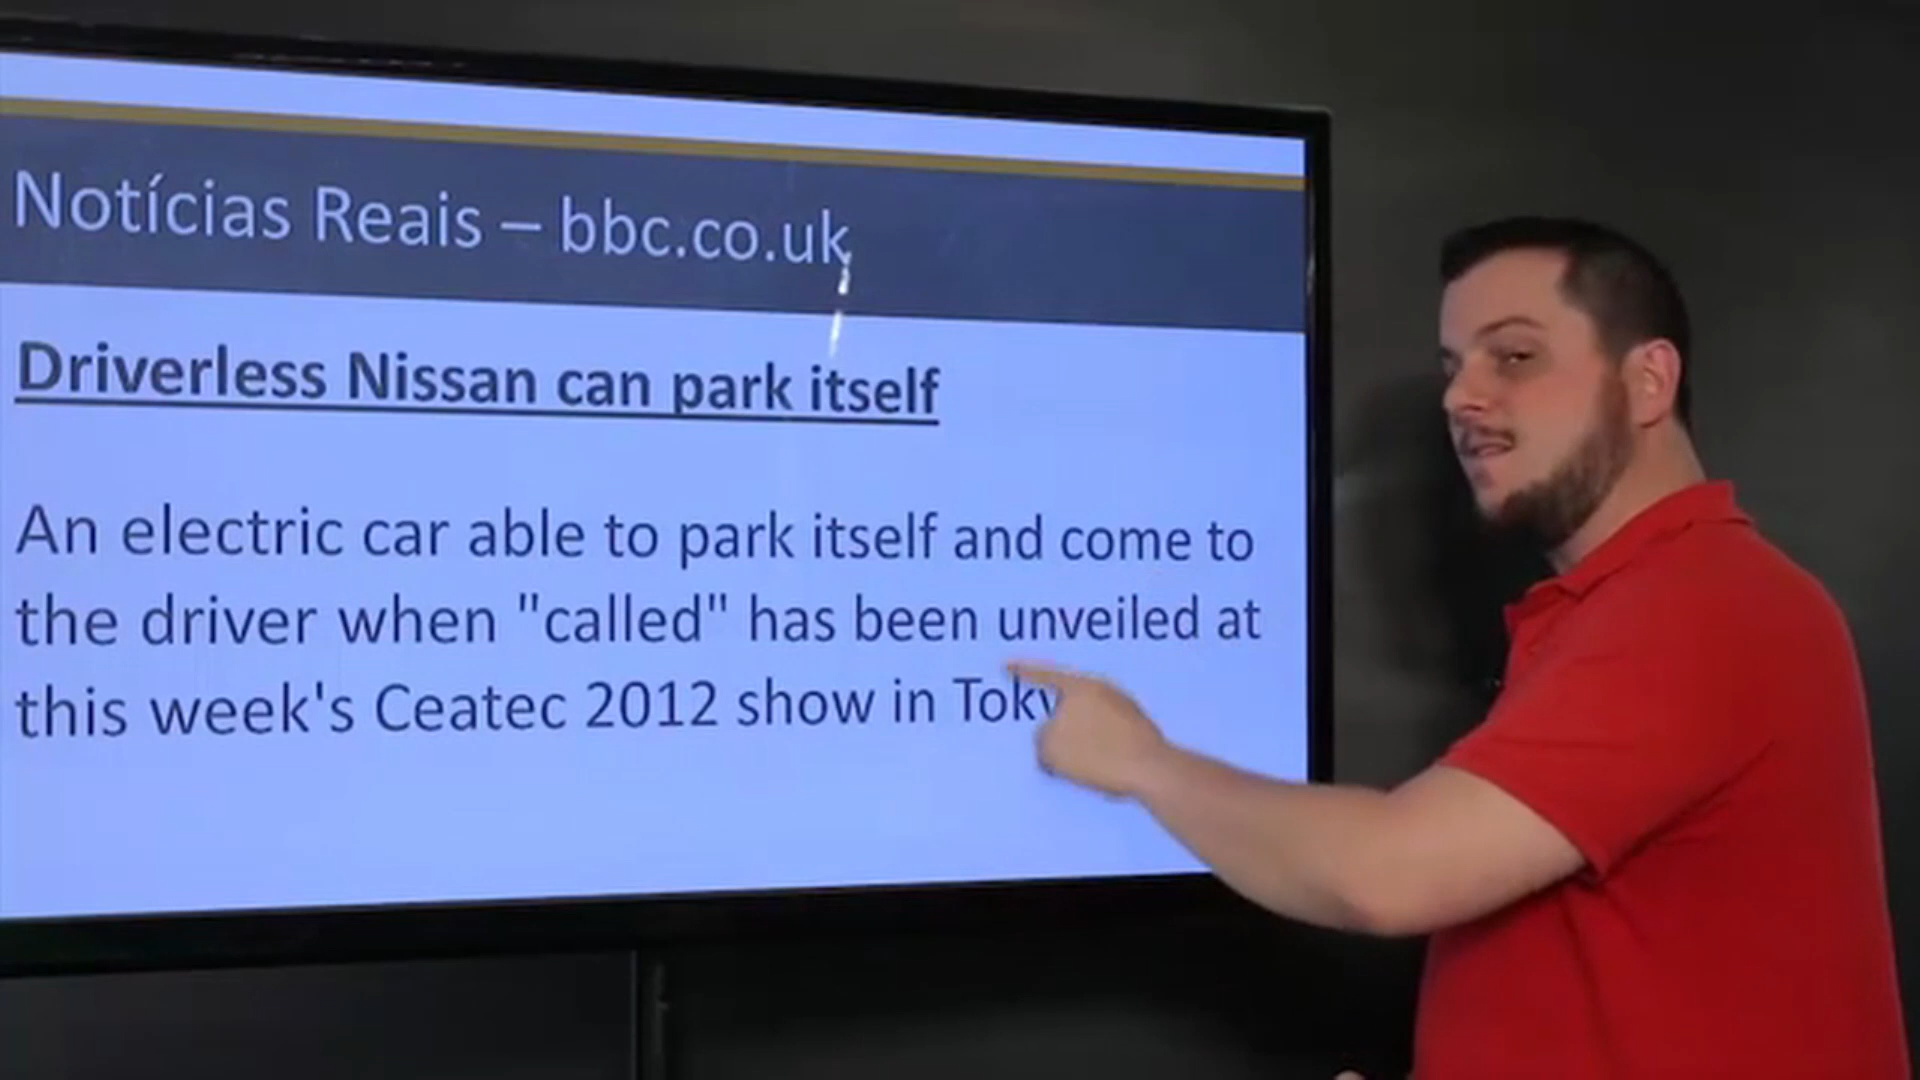 Notícias Reais – bbc.co.uk
Driverless Nissan can park itself
An electric car able to park itself and come to
the driver when "called" has been unveiled at
this week's Ceatec 2012 show in